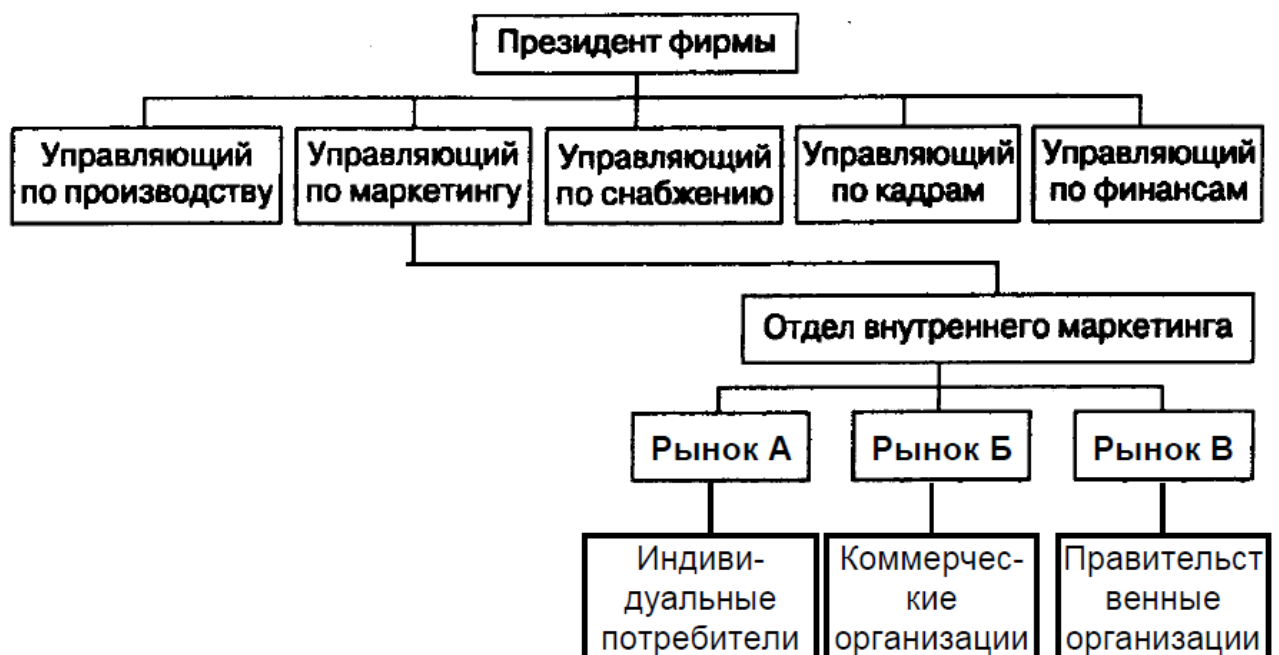 Президент фирмы
Управляющий
по производству
Управляющий
по маркетингу
Управляющий
по снабжению
Управляющий
по кадрам
Управляющий
по финансам
Отдел внутреннего маркетинга
Рынок А
Рынок Б
Рынок В
Индиви-
дуальные
потребители
Коммерчес-
кие
организации
Правительст
венные
организации